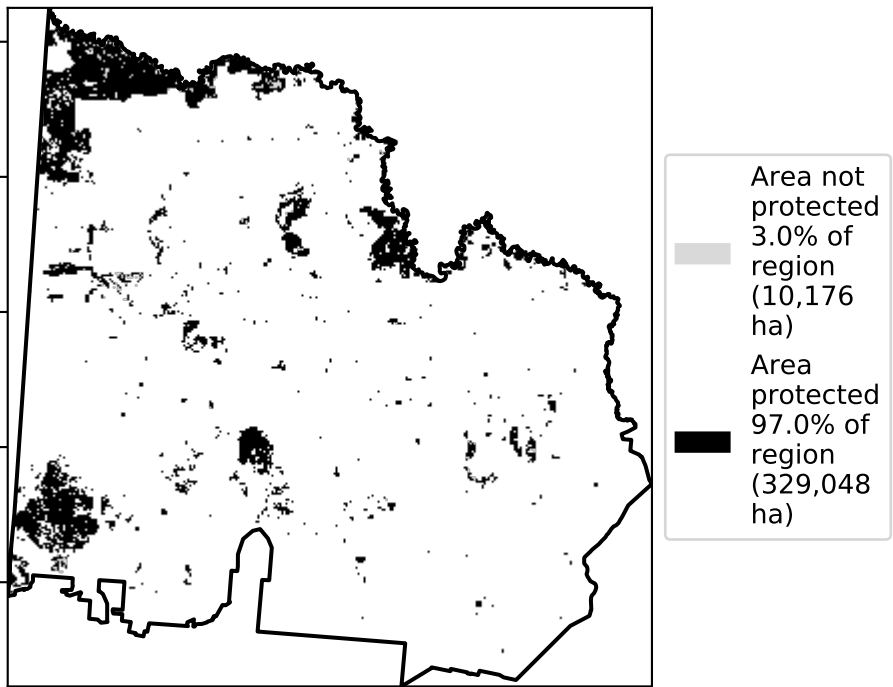 Area not
protected
3.0% of
region
(10,176
ha)
Area
protected
97.0% of
region
(329,048
ha)